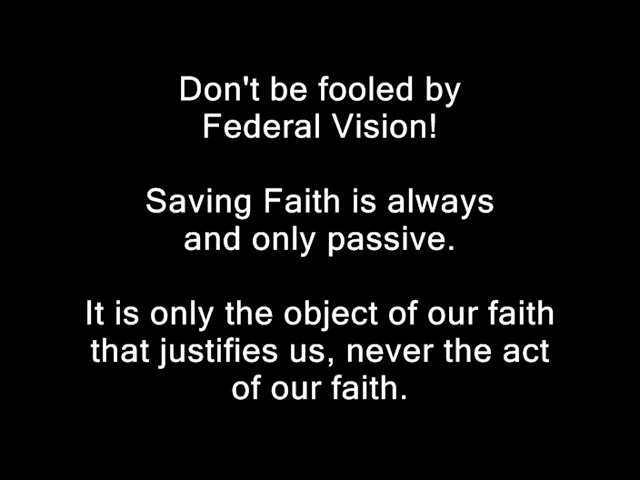 Don't be fooled by
Federal Vision!
Saving Faith is always
and only passive.
It is only the object of our faith
that justifies us, never the act
of our faith.